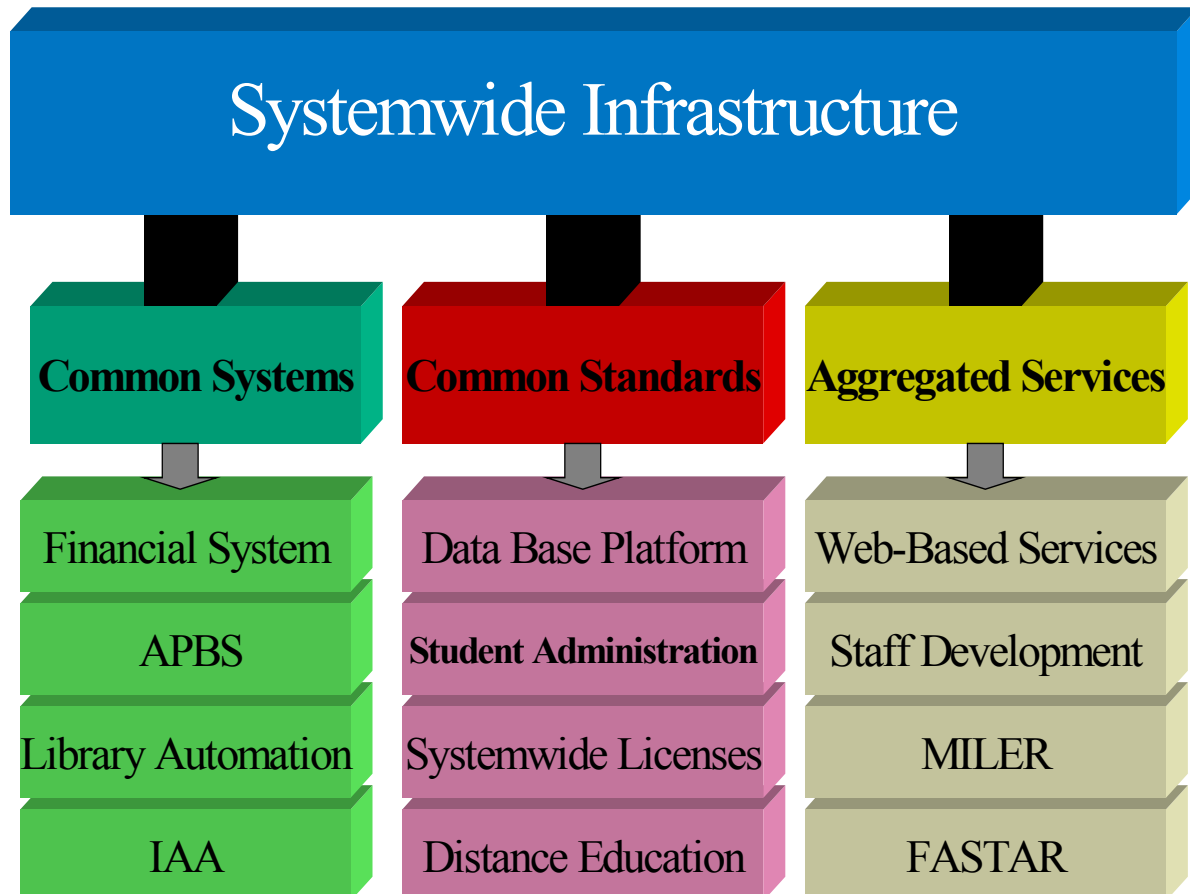 Systemwide Infrastructure
Common Systems
Common Standards
Aggregated Services
Financial System
APBS
Library Automation
IAA
Data Base Platform
Student Administration
Systemwide Licenses
Distance Education
Web-Based Services
Staff Development
MILER
FASTAR